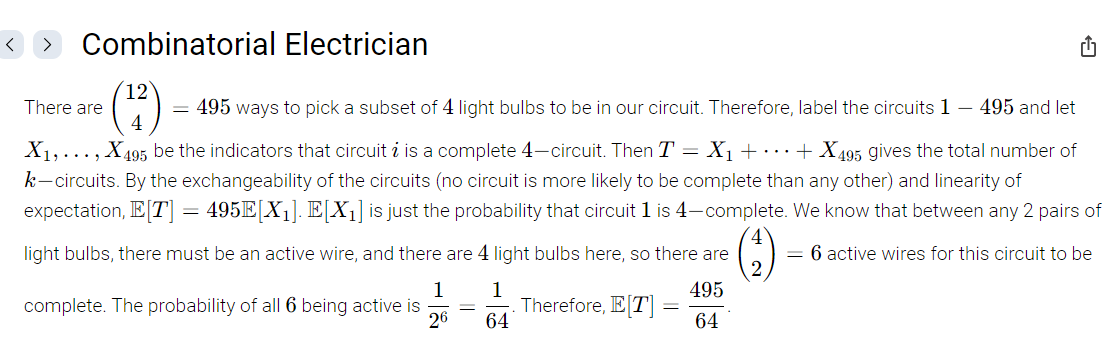 Combinatorial Electrician
There are $\binom{12}{4} = 495$ ways to pick a subset of 4 light bulbs to be in our circuit. Therefore, label the circuits $1 - 495$ and let
$X_1, \ldots, X_{495}$ be the indicators that circuit $i$ is a complete $4-$circuit. Then $T = X_1 + \cdots + X_{495}$ gives the total number of
$k-$circuits. By the exchangeability of the circuits (no circuit is more likely to be complete than any other) and linearity of
expectation, $\mathbb{E}[T] = 495\mathbb{E}[X_1]$. $\mathbb{E}[X_1]$ is just the probability that circuit 1 is $4-$complete. We know that between any 2 pairs of
light bulbs, there must be an active wire, and there are 4 light bulbs here, so there are $\binom{4}{2} = 6$ active wires for this circuit to be
complete. The probability of all 6 being active is $\frac{1}{2^6} = \frac{1}{64}$. Therefore, $\mathbb{E}[T] = \frac{495}{64}$.